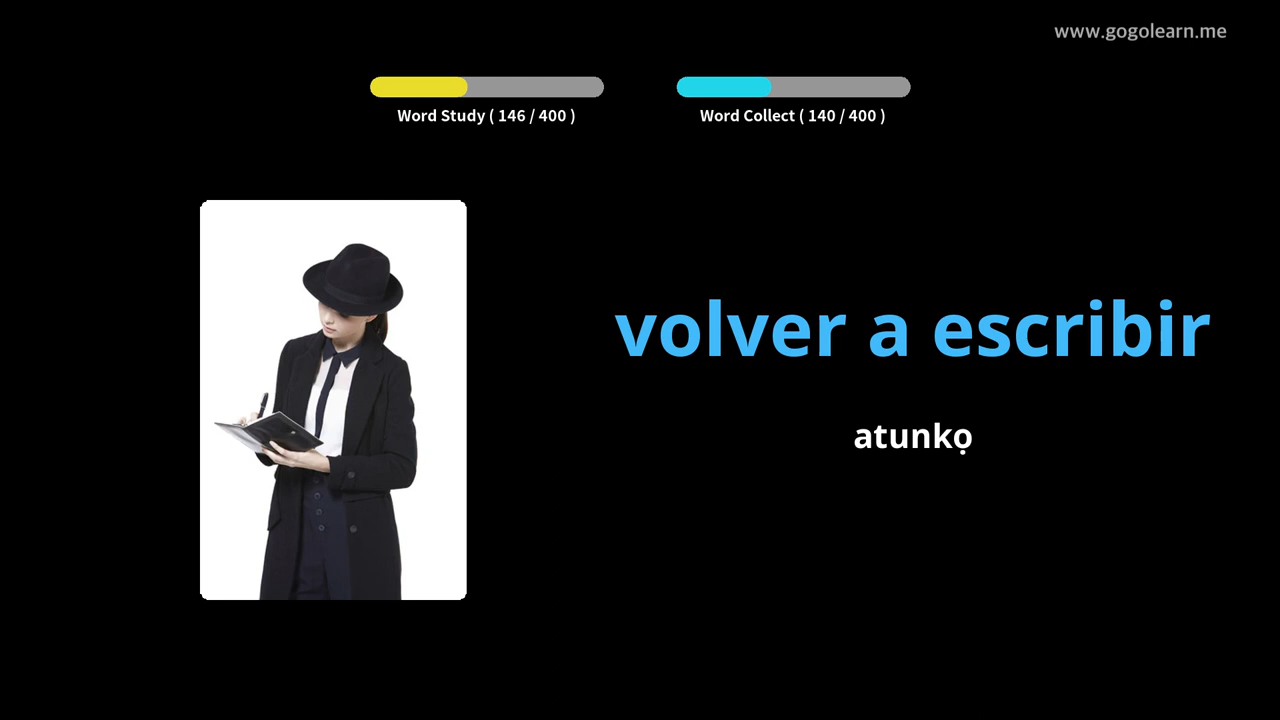 www.gogolearn.me
Word Study ( 146 / 400 )
Word Collect ( 140 / 400 )
volver a escribir
atunkọ